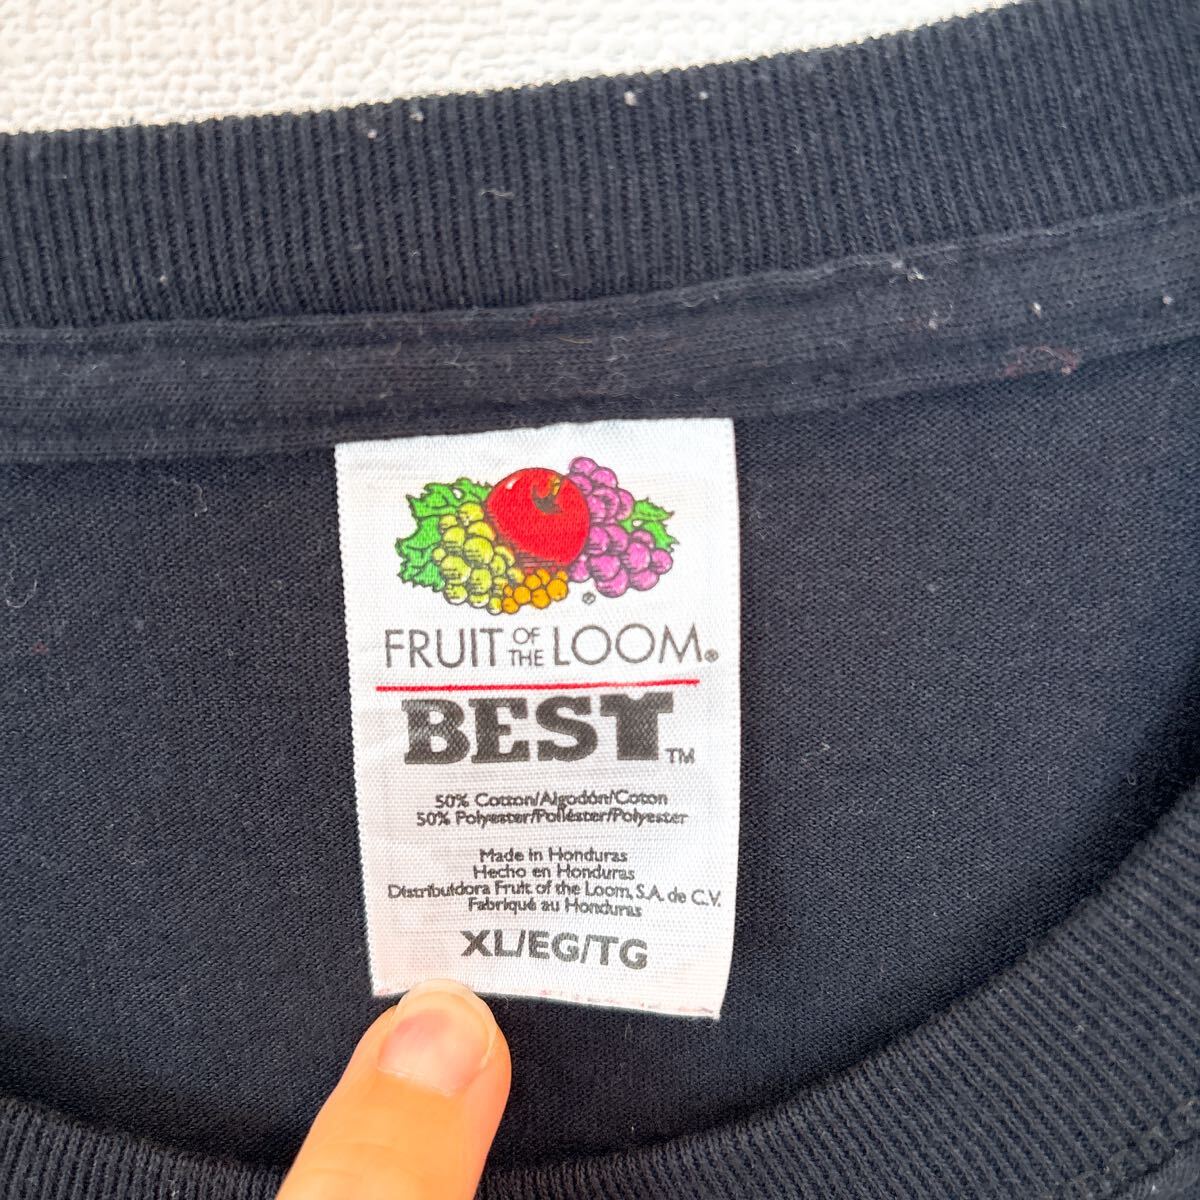 ®
FRUIT OF THE LOOM®
BEST™
50% Cotton/Algodón/Coton
50% Polyester/Poliéster/Polyester
Made in Honduras
Hecho en Honduras
Distribuidora Fruit of the Loom, S.A. de C.V.
Fabriqué au Honduras
XL/EG/TG